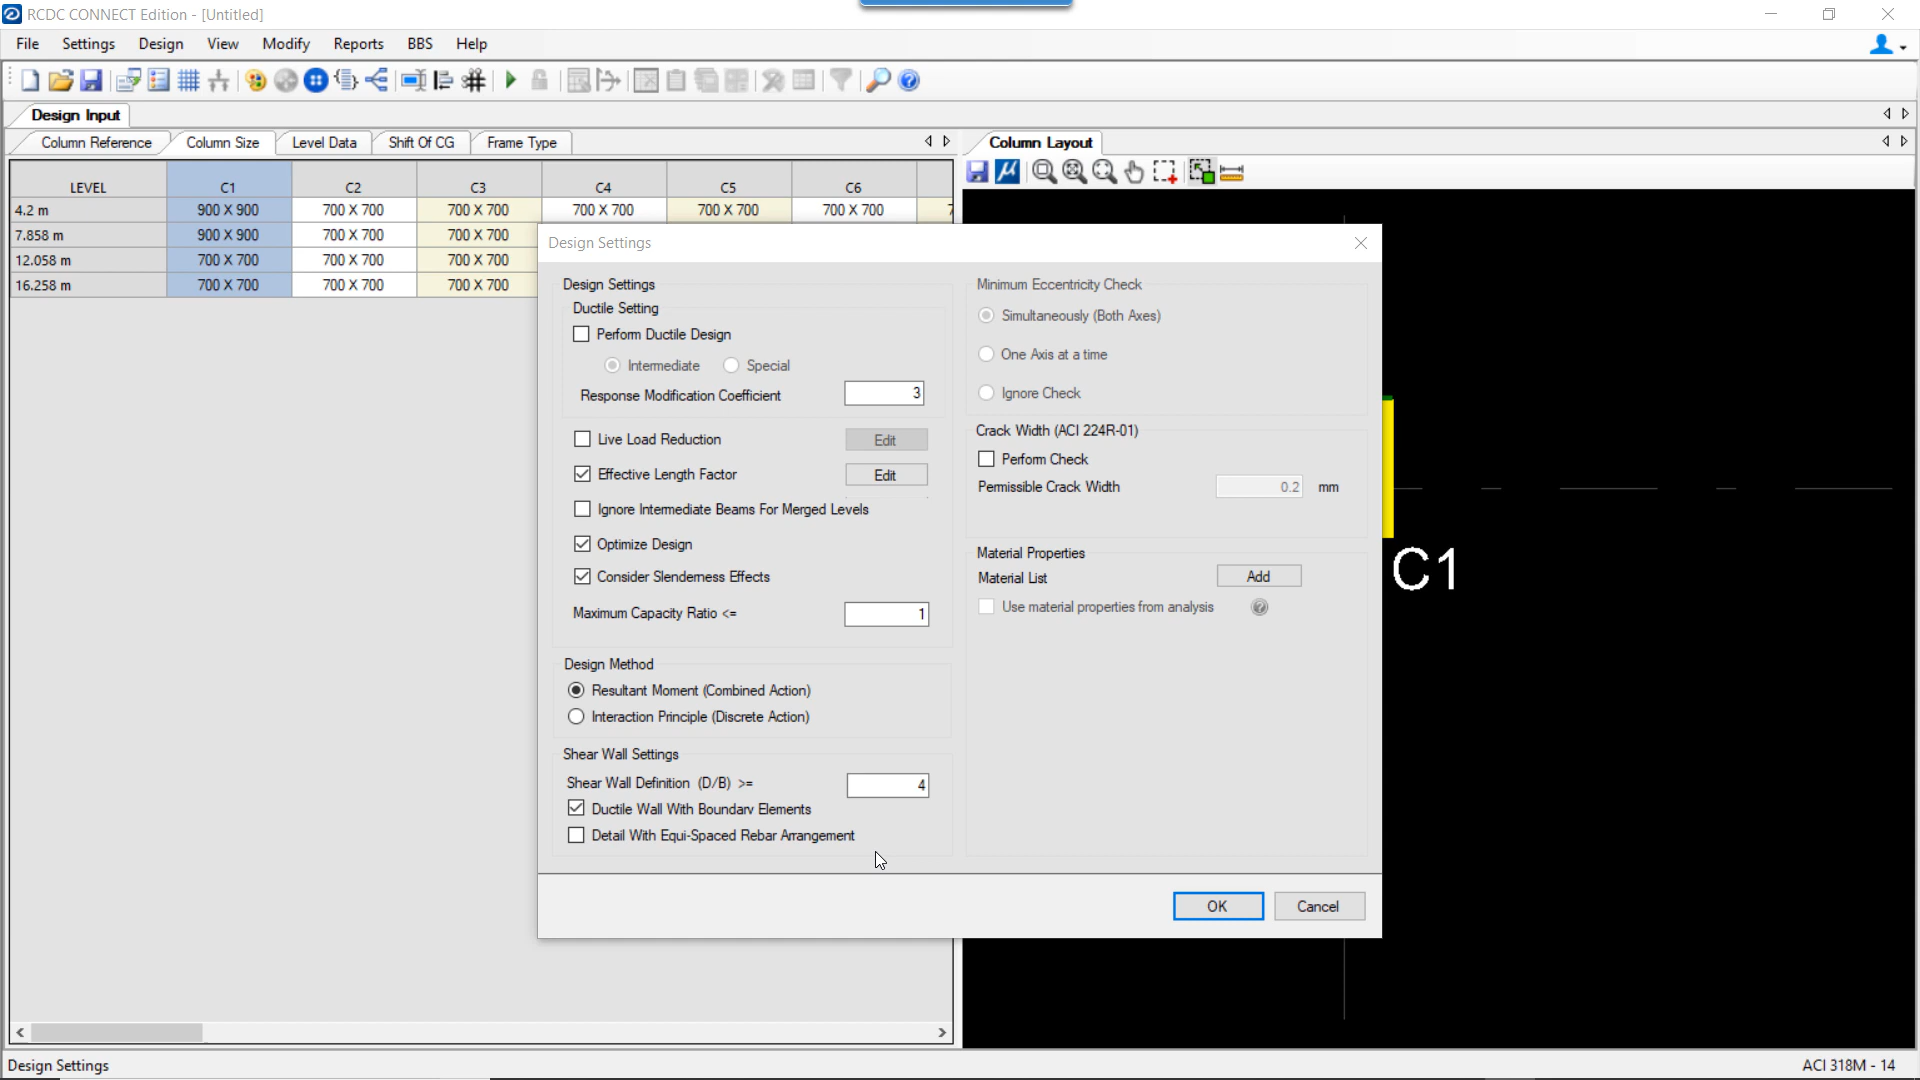 RCDC CONNECT Edition - [Untitled]
File Settings Design View Modify Reports BBS Help
Design Input
Column Reference Column Size Level Data Shift Of CG Frame Type
Column Layout
LEVEL C1 C2 C3 C4 C5 C6
4.2 m 900 X 900 700 X 700 700 X 700 700 X 700 700 X 700 700 X 700 7
7.858 m 900 X 900 700 X 700 700 X 700
12.058 m 700 X 700 700 X 700 700 X 700
16.258 m 700 X 700 700 X 700 700 X 700
Design Settings
Design Settings
Ductile Setting
Perform Ductile Design
Intermediate Special
Response Modification Coefficient 3
Live Load Reduction Edit
Effective Length Factor Edit
Ignore Intermediate Beams For Merged Levels
Optimize Design
Consider Slenderness Effects
Maximum Capacity Ratio <= 1
Design Method
Resultant Moment (Combined Action)
Interaction Principle (Discrete Action)
Shear Wall Settings
Shear Wall Definition (D/B) >= 4
Ductile Wall With Boundary Elements
Detail With Equi-Spaced Rebar Arrangement
Minimum Eccentricity Check
Simultaneously (Both Axes)
One Axis at a time
Ignore Check
Crack Width (ACI 224R-01)
Perform Check
Permissible Crack Width 0.2 mm
Material Properties
Material List Add
Use material properties from analysis
OK Cancel
C1
Design Settings
ACI 318M - 14